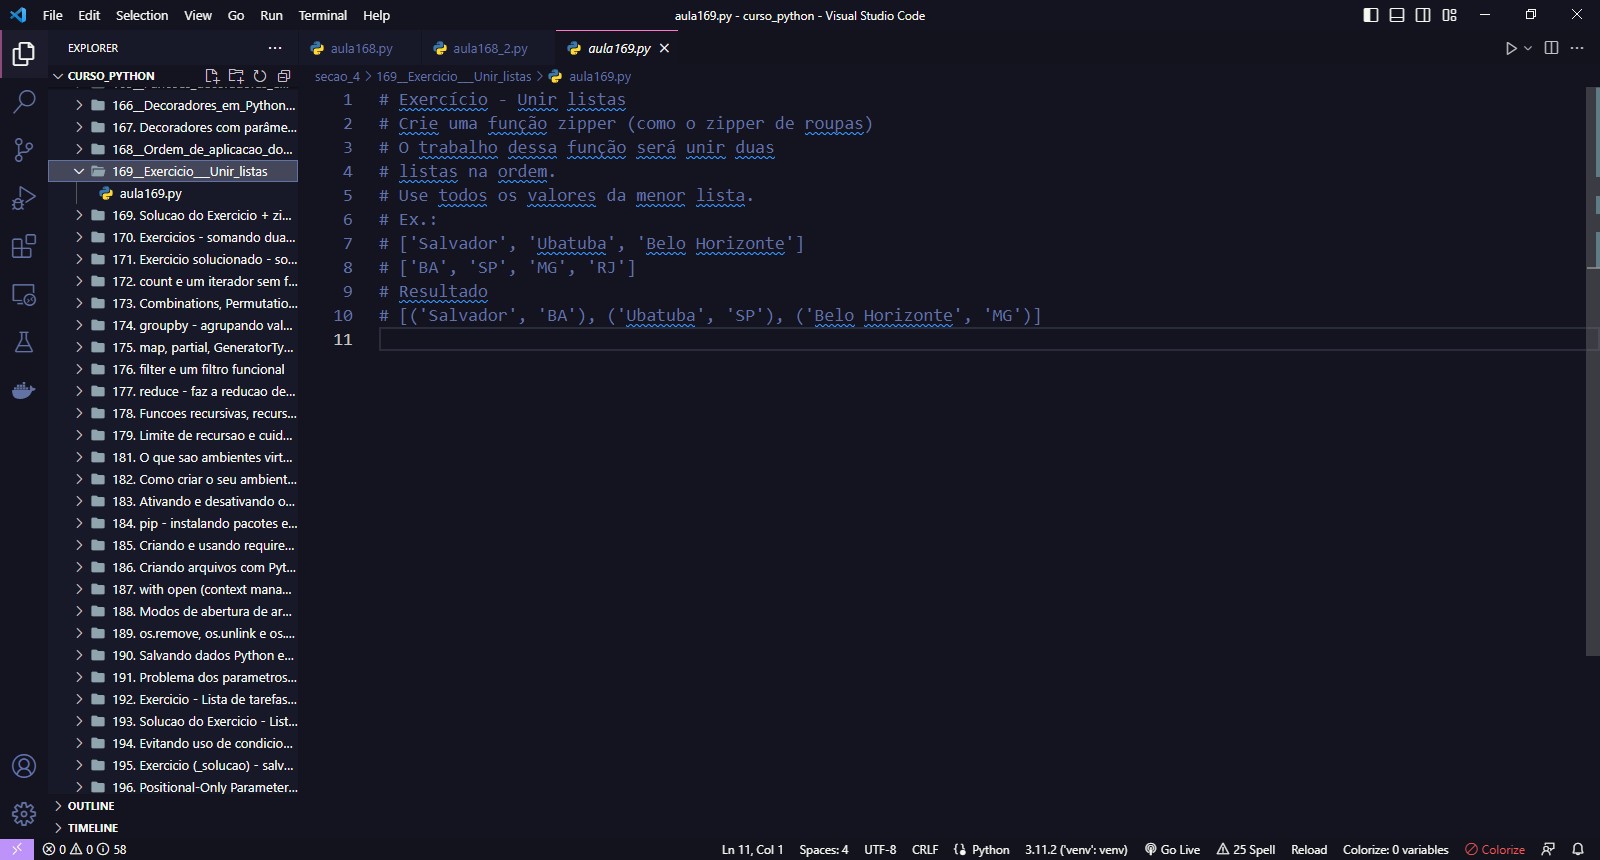 File Edit Selection View Go Run Terminal Help
aula169.py - curso_python - Visual Studio Code
EXPLORER
CURSO_PYTHON
166__Decoradores_em_Python...
167. Decoradores com parâme...
168__Ordem_de_aplicacao_do...
169__Exercicio___Unir_listas
aula169.py
169. Solucao do Exercicio + zi...
170. Exercicios - somando dua...
171. Exercicio solucionado - so...
172. count e um iterador sem f...
173. Combinations, Permutatio...
174. groupby - agrupando val...
175. map, partial, GeneratorTy...
176. filter e um filtro funcional
177. reduce - faz a reducao de...
178. Funcoes recursivas, recurs...
179. Limite de recursao e cuid...
181. O que sao ambientes virt...
182. Como criar o seu ambient...
183. Ativando e desativando o...
184. pip - instalando pacotes e...
185. Criando e usando require...
186. Criando arquivos com Pyt...
187. with open (context mana...
188. Modos de abertura de ar...
189. os.remove, os.unlink e os....
190. Salvando dados Python e...
191. Problema dos parametros...
192. Exercicio - Lista de tarefas...
193. Solucao do Exercicio - List...
194. Evitando uso de condicio...
195. Exercicio (_solucao) - salv...
196. Positional-Only Parameter...
OUTLINE
TIMELINE
aula168.py aula168_2.py aula169.py
secao_4 > 169__Exercicio___Unir_listas > aula169.py
1 # Exercício - Unir listas
2 # Crie uma função zipper (como o zipper de roupas)
3 # O trabalho dessa função será unir duas
4 # listas na ordem.
5 # Use todos os valores da menor lista.
6 # Ex.:
7 # ['Salvador', 'Ubatuba', 'Belo Horizonte']
8 # ['BA', 'SP', 'MG', 'RJ']
9 # Resultado
10 # [('Salvador', 'BA'), ('Ubatuba', 'SP'), ('Belo Horizonte', 'MG')]
11
0 0 58 Ln 11, Col 1 Spaces: 4 UTF-8 CRLF Python 3.11.2 ('venv': venv) Go Live 25 Spell Reload Colorize: 0 variables Colorize